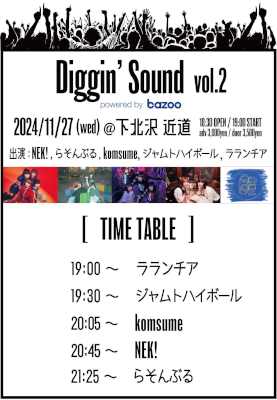 Diggin' Sound vol.2
powered by bazoo
2024/11/27 (wed) @ 下北沢 近道
18:30 OPEN / 19:00 START
adv 3,000yen / door 3,500yen
出演 : NEK! , らそんぶる, komsume, ジャムトハイボール, ラランチア
[ TIME TABLE ]
19:00 〜 ラランチア
19:30 〜 ジャムトハイボール
20:05 〜 komsume
20:45 〜 NEK!
21:25 〜 らそんぶる